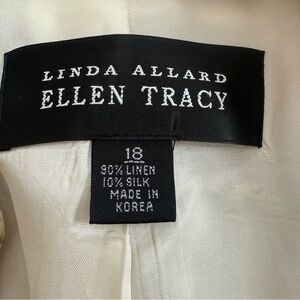 LINDA ALLARD
ELLEN TRACY
18
90% LINEN
10% SILK
MADE IN
KOREA